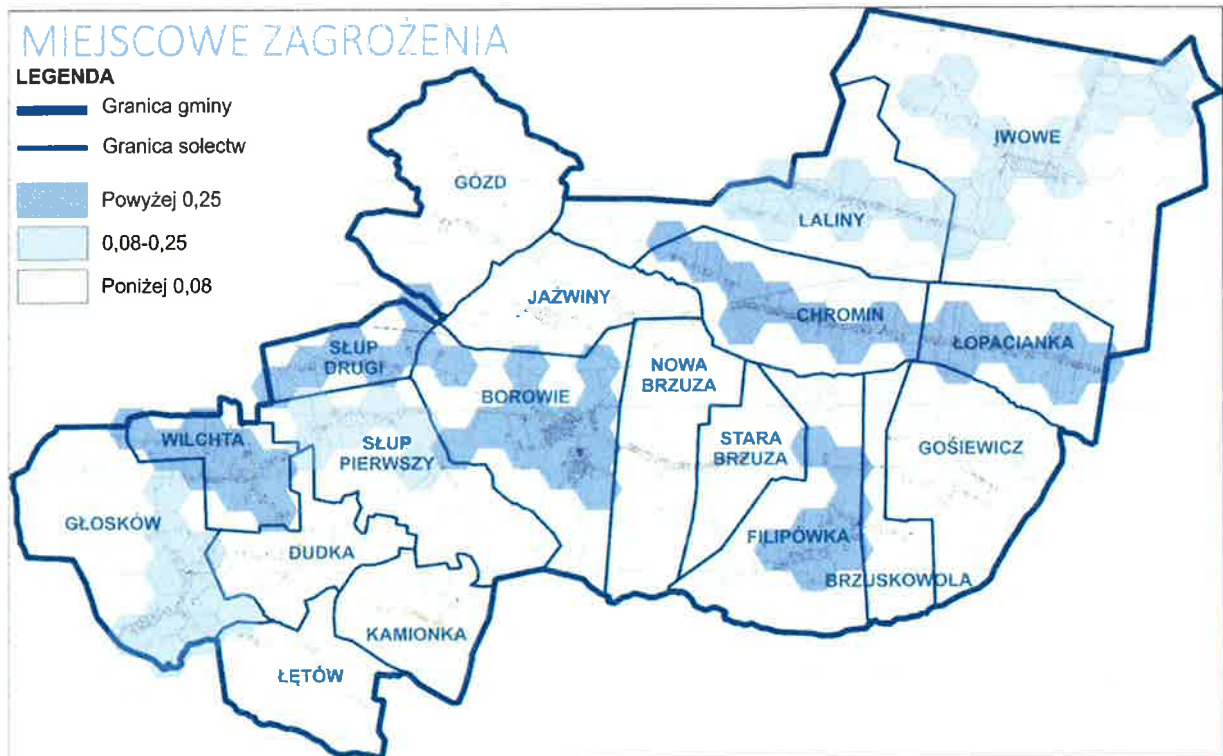 MIEJSCOWE ZAGROŻENIA
LEGENDA
Granica gminy
Granica sołectw
Powyżej 0,25
0,08-0,25
Poniżej 0,08
IWOWE
GÓZD
LALINY
JAŹWINY
CHROMIN
ŁOPACIANKA
SŁUP
DRUGI
NOWA
BRZUZA
BOROWIE
WILCHTA
SŁUP
PIERWSZY
STARA
BRZUZA
GOŚIEWICZ
GŁOSKÓW
DUDKA
FILIPÓWKA
BRZUSKOWOLA
KAMIONKA
ŁĘTÓW